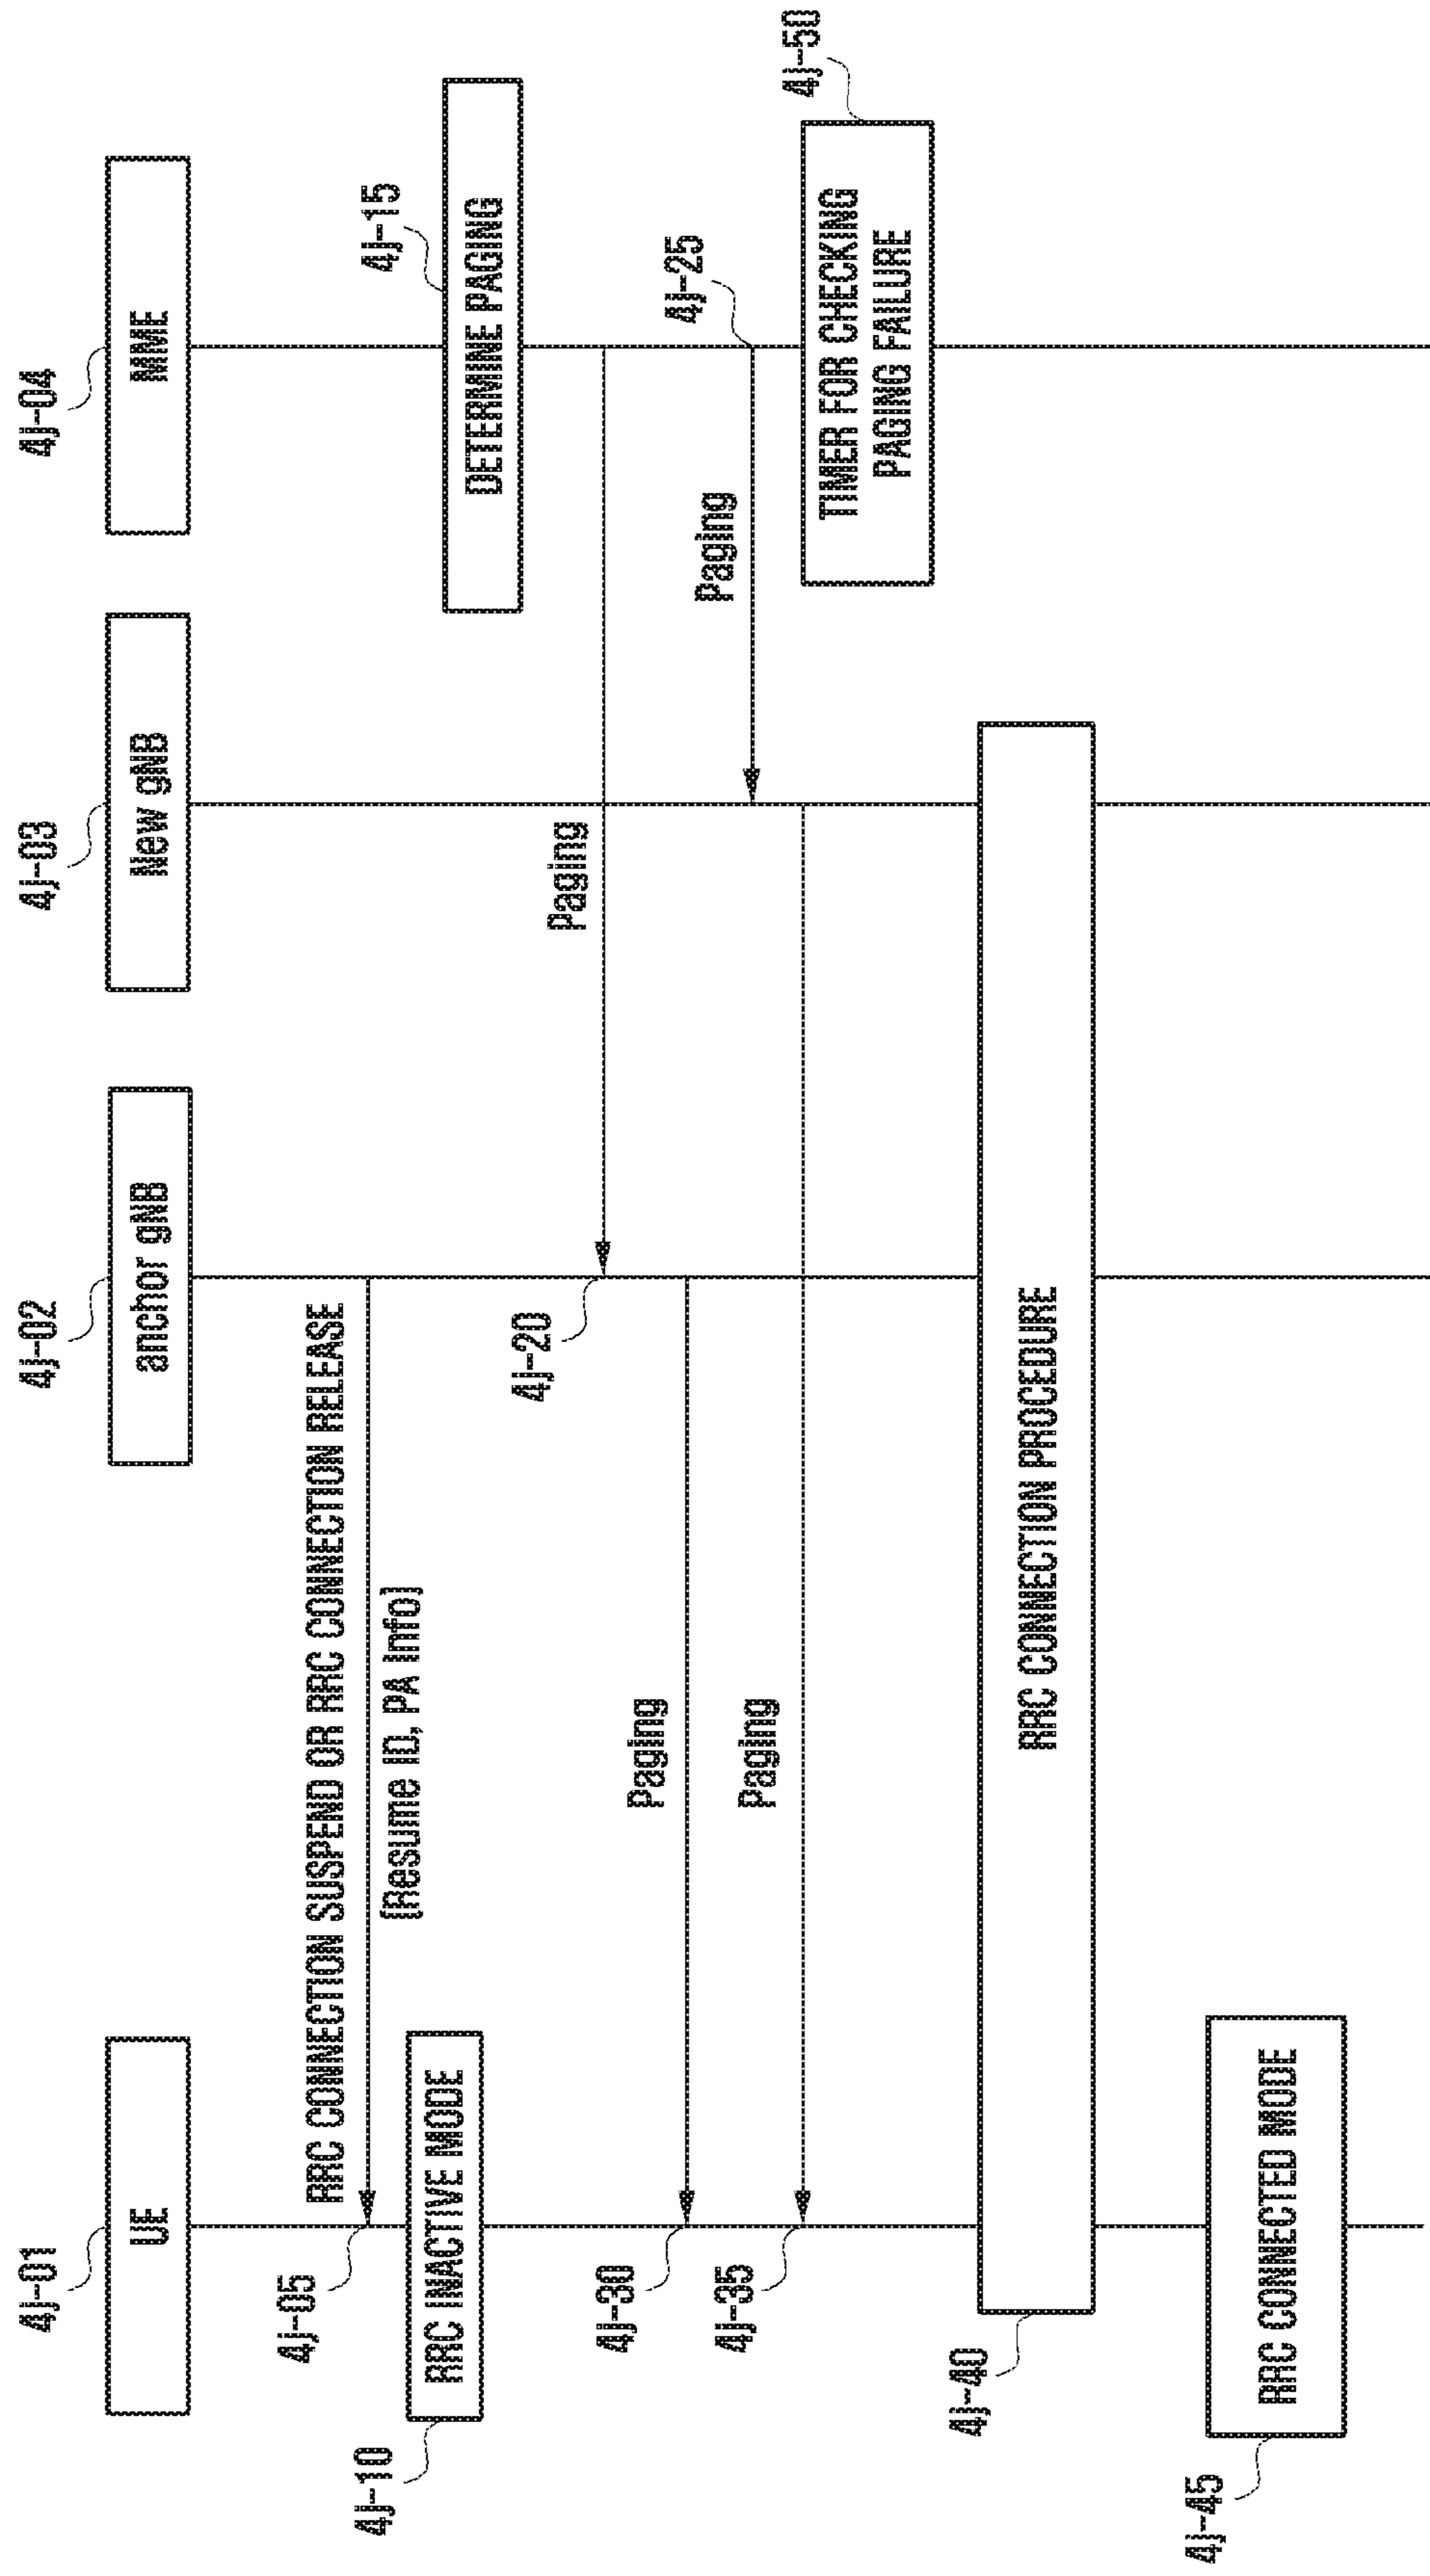 4j-01
UE
4j-02
anchor gNB
4j-03
New gNB
4j-04
MME
RRC CONNECTION SUSPEND OR RRC CONNECTION RELEASE
4j-05
(Resume ID, PA Info)
4j-10
RRC INACTIVE MODE
4j-15
DETERMINE PAGING
Paging
4j-20
Paging
4j-25
Paging
4j-30
Paging
4j-35
TIMER FOR CHECKING
PAGING FAILURE
4j-50
4j-40
RRC CONNECTION PROCEDURE
4j-45
RRC CONNECTED MODE